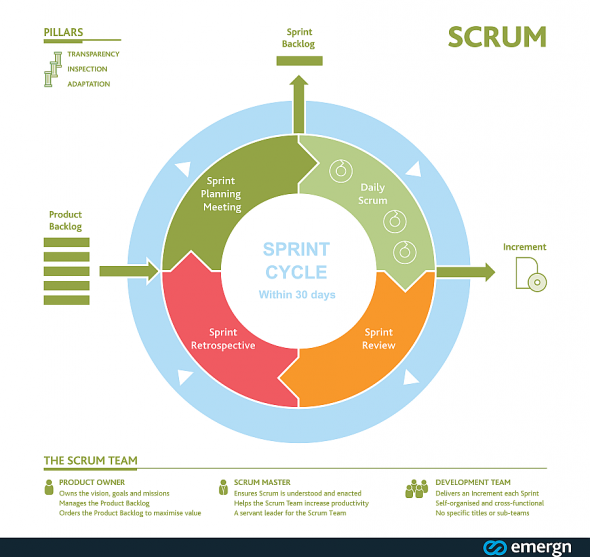 PILLARS
TRANSPARENCY
INSPECTION
ADAPTATION
Sprint
Backlog
SCRUM
Sprint
Planning
Meeting
Daily
Scrum
Product
Backlog
SPRINT
CYCLE
Within 30 days
Increment
Sprint
Retrospective
Sprint
Review
THE SCRUM TEAM
PRODUCT OWNER
Owns the vision, goals and missions
Manages the Product Backlog
Orders the Product Backlog to maximise value
SCRUM MASTER
Ensures Scrum is understood and enacted
Helps the Scrum Team increase productivity
A servant leader for the Scrum Team
DEVELOPMENT TEAM
Delivers an Increment each Sprint
Self-organised and cross-functional
No specific titles or sub-teams
emergn